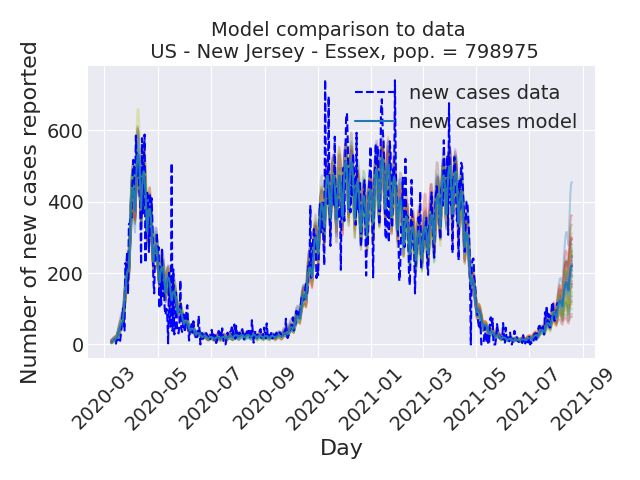 Model comparison to data
US - New Jersey - Essex, pop. = 798975
Number of new cases reported
600
400
200
0
new cases data
new cases model
2020-03
2020-05
2020-07
2020-09
2020-11
2021-01
2021-03
2021-05
2021-07
2021-09
Day